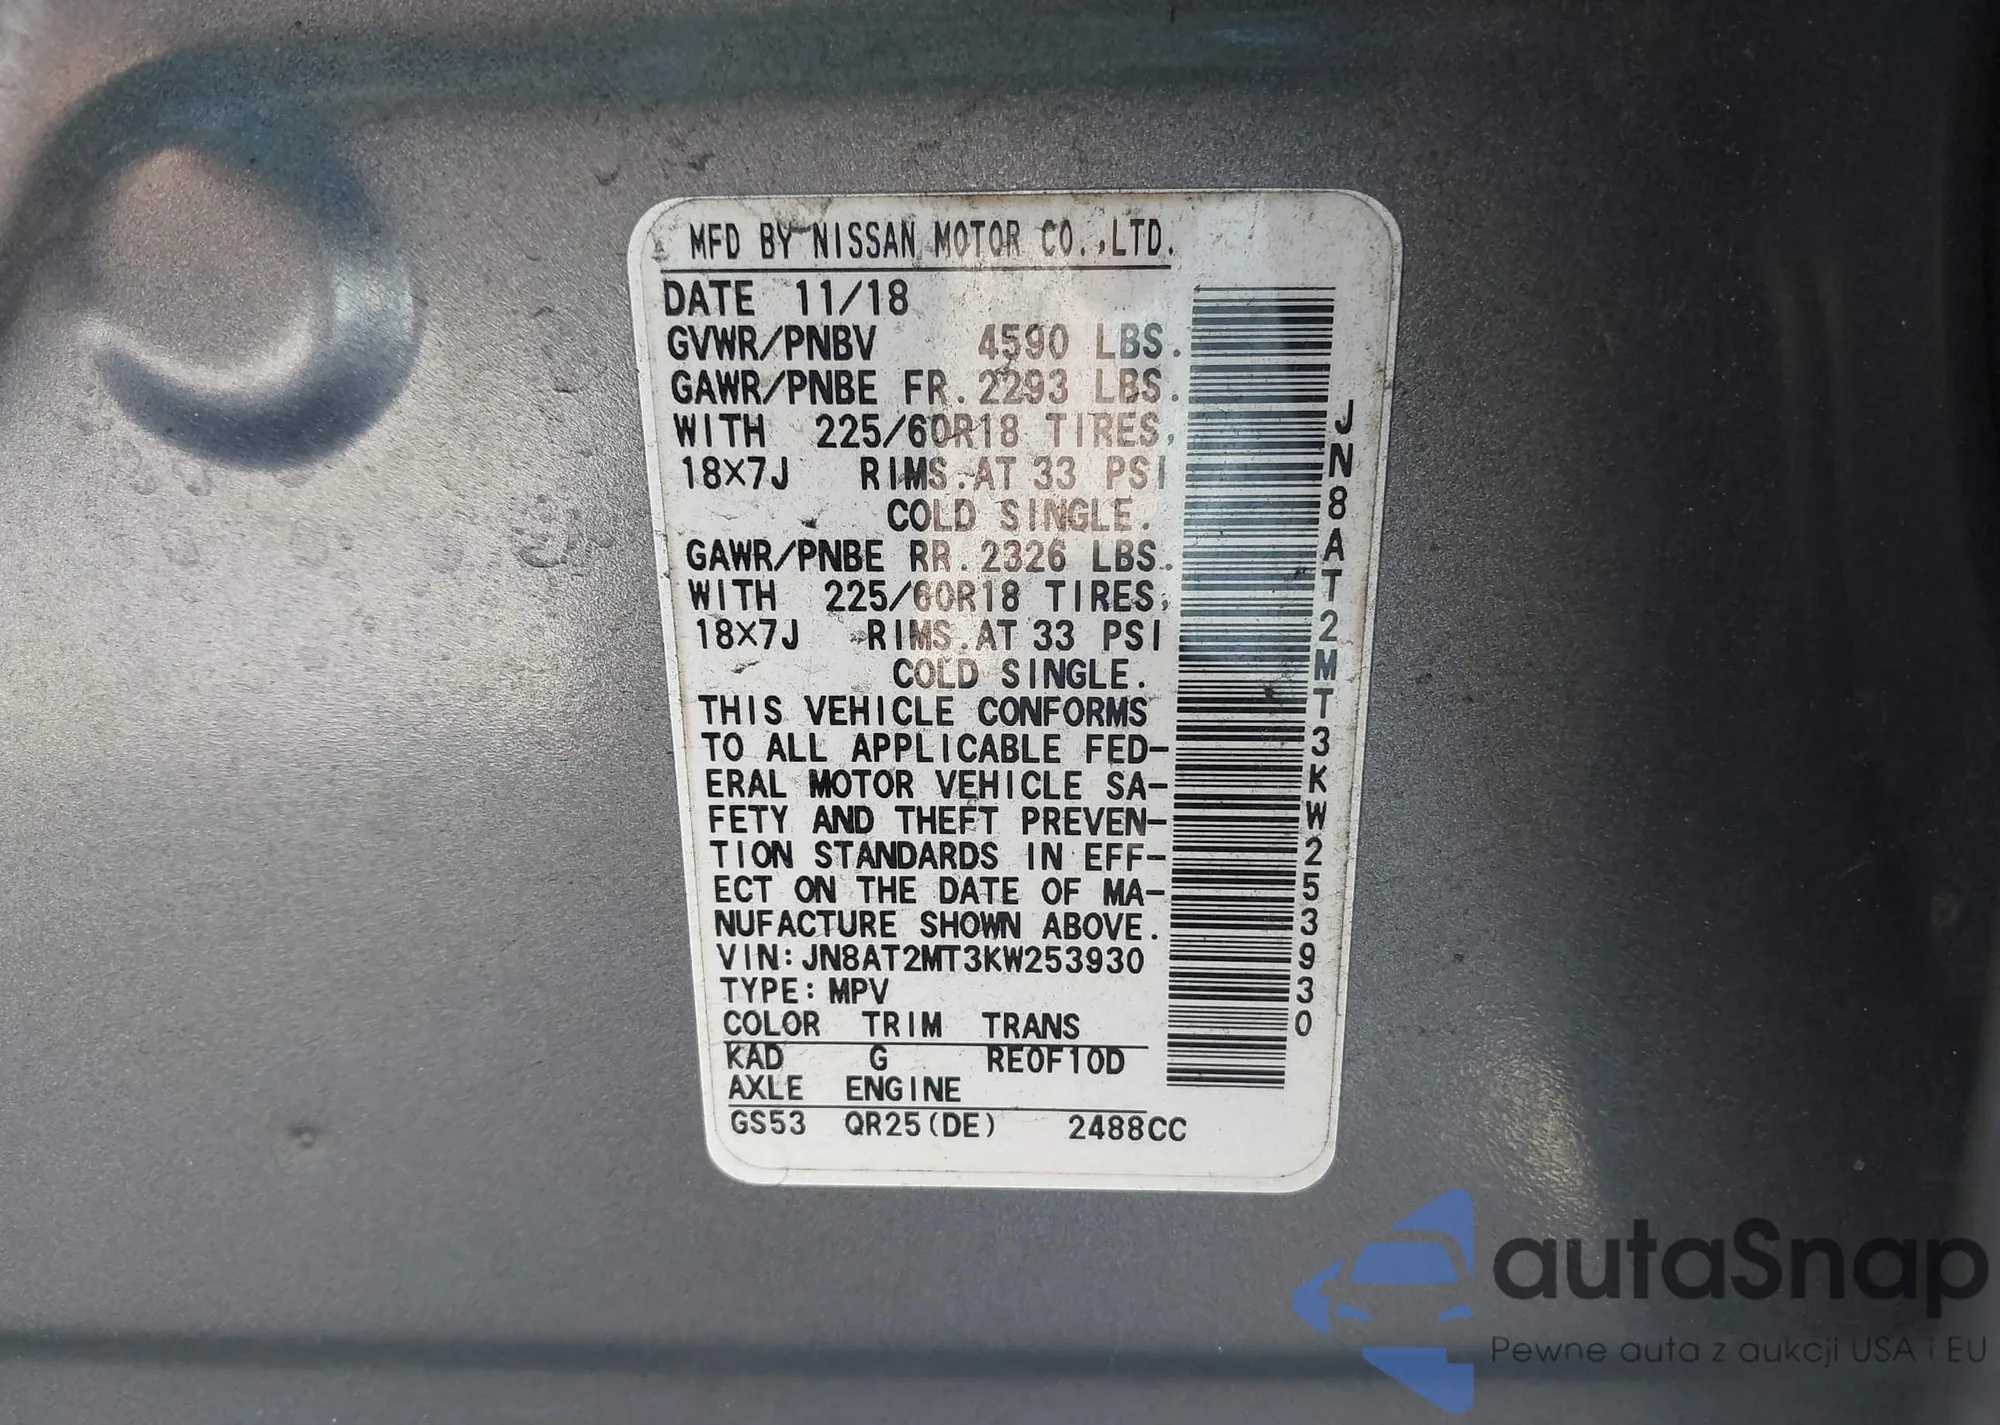 MFD BY NISSAN MOTOR CO.,LTD.
DATE 11/18
GVWR/PNBV 4590 LBS.
GAWR/PNBE FR. 2293 LBS.
WITH 225/60R18 TIRES,
18×7J RIMS.AT 33 PSI
COLD SINGLE.
GAWR/PNBE RR. 2326 LBS.
WITH 225/60R18 TIRES,
18×7J RIMS.AT 33 PSI
COLD SINGLE.
THIS VEHICLE CONFORMS
TO ALL APPLICABLE FED-
ERAL MOTOR VEHICLE SA-
FETY AND THEFT PREVEN-
TION STANDARDS IN EFF-
ECT ON THE DATE OF MA-
NUFACTURE SHOWN ABOVE.
VIN:JN8AT2MT3KW253930
TYPE:MPV
COLOR TRIM TRANS
KAD G RE0F10D
AXLE ENGINE
GS53 QR25(DE) 2488CC
JN8AT2MT3KW253930
autaSnap
Pewne auta z aukcji USA i EU